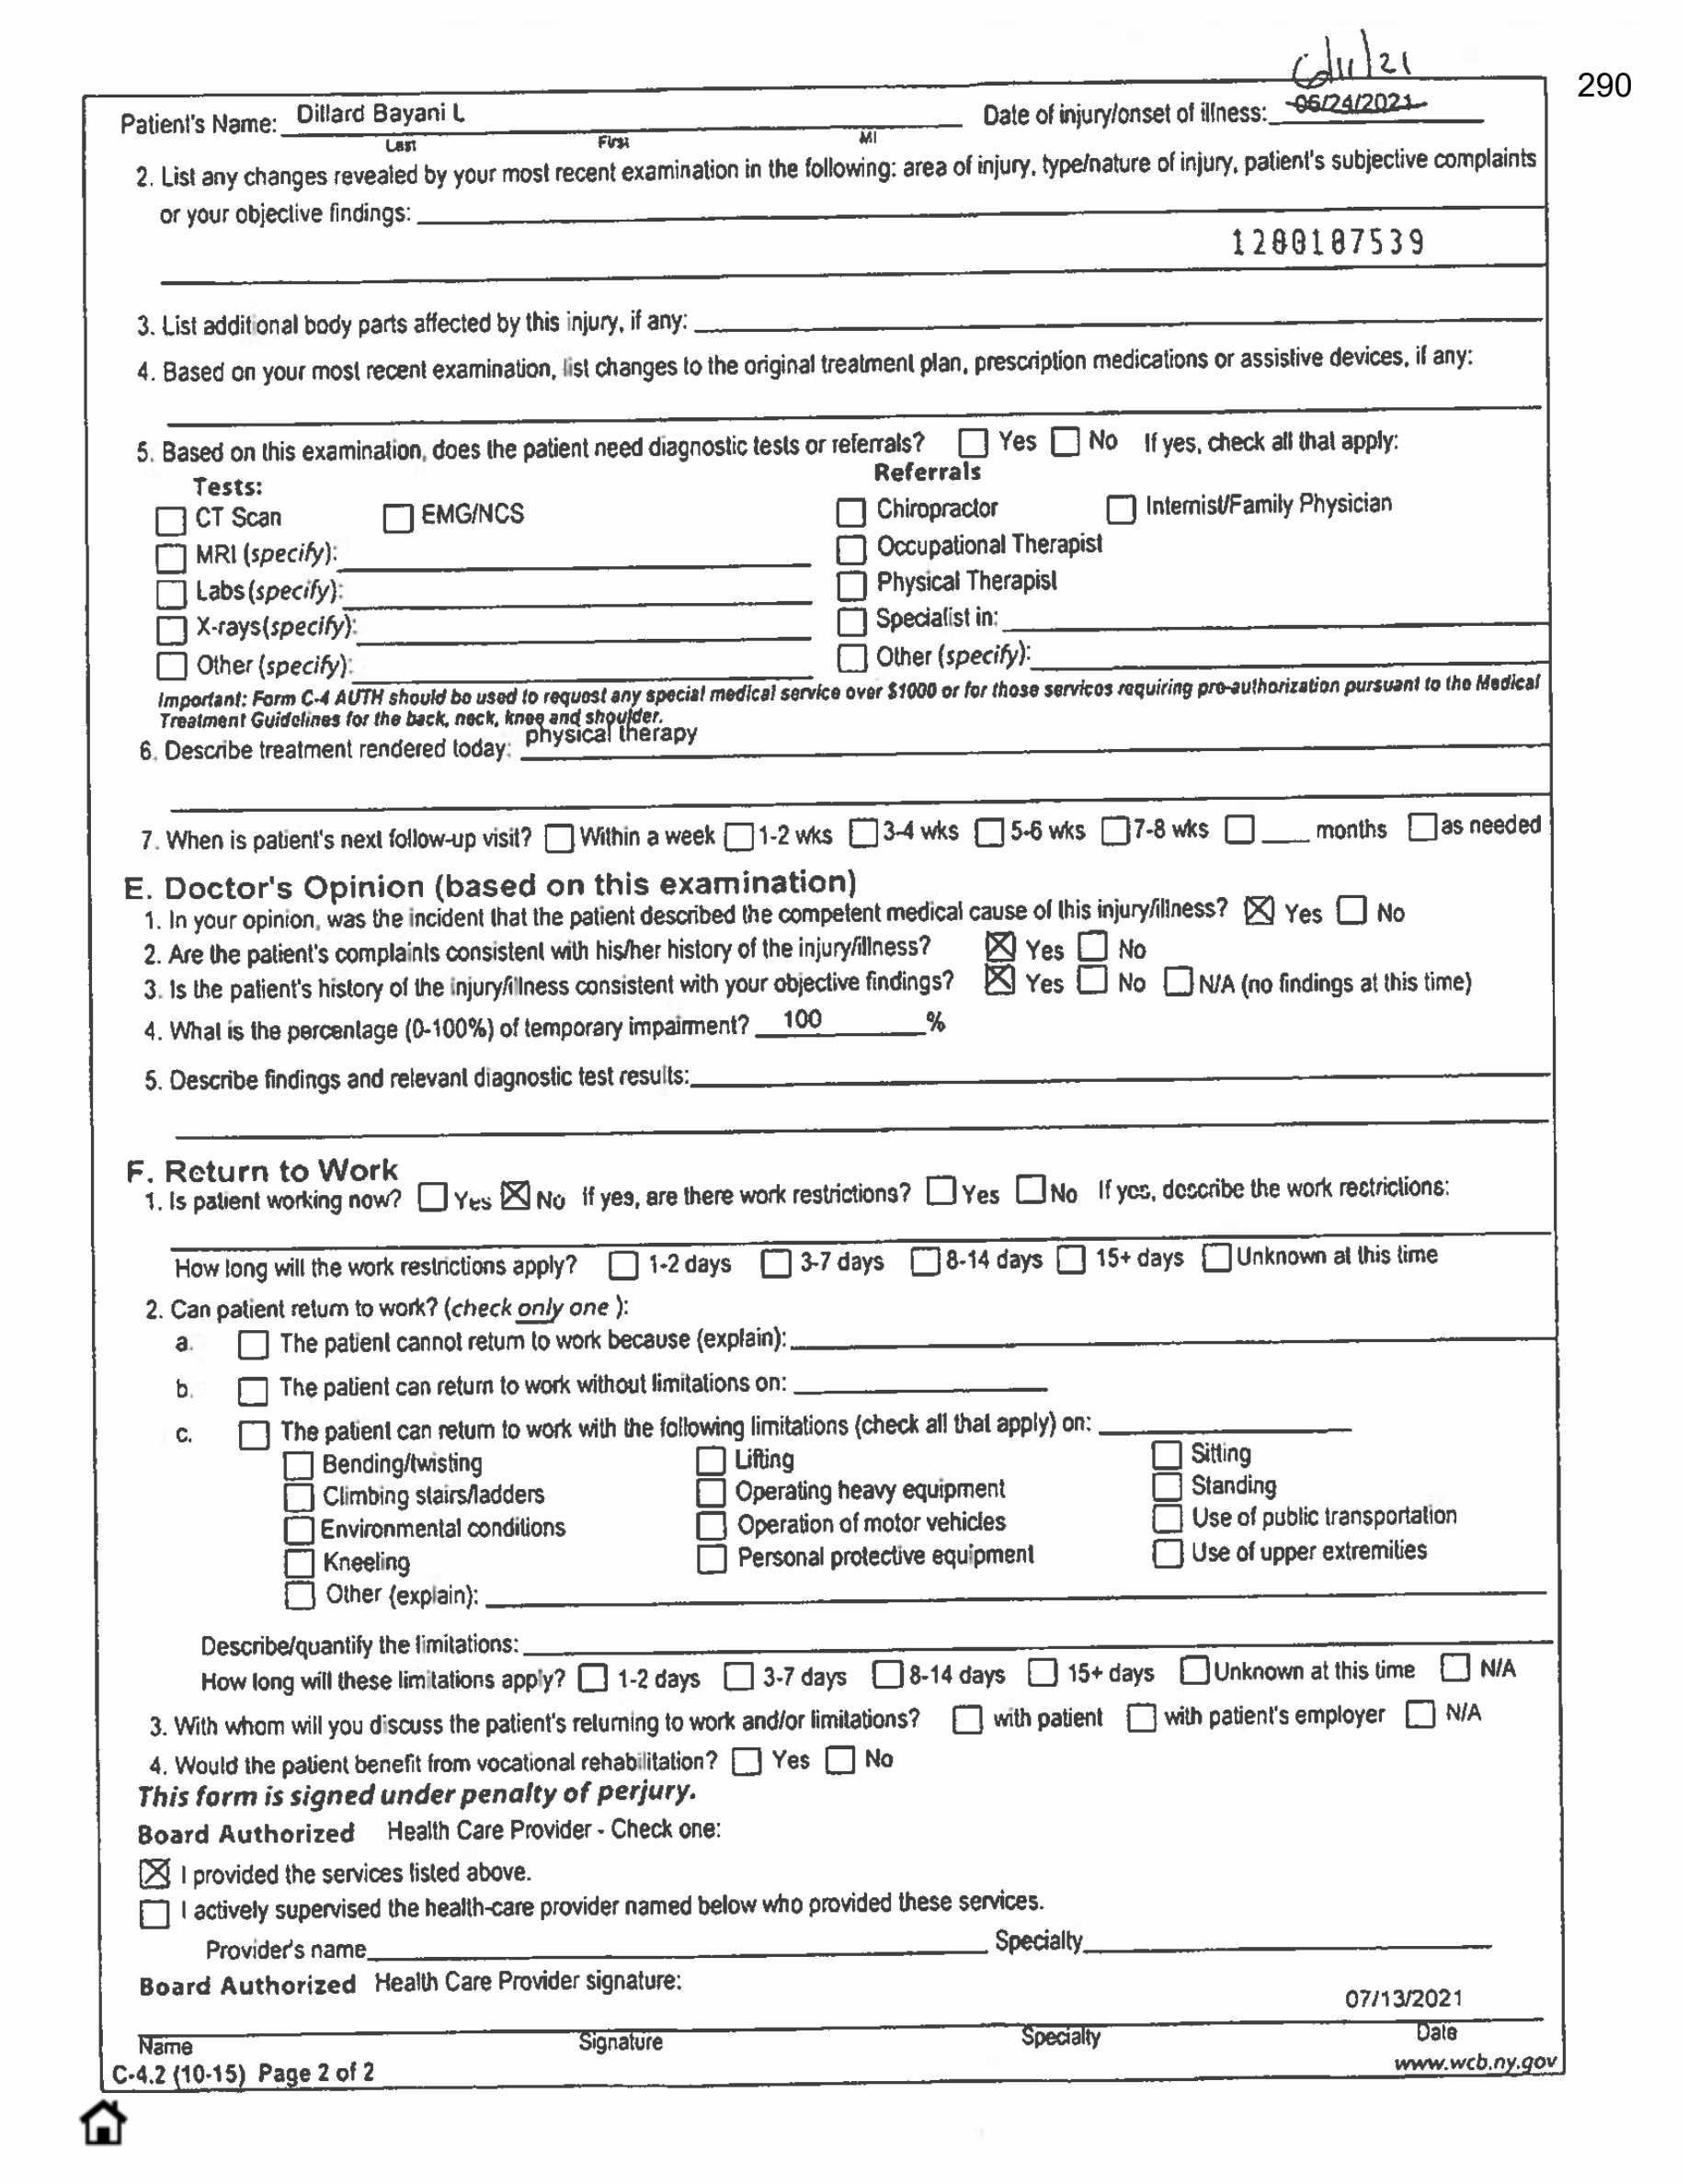 6/11/21
290
Patient's Name: Dillard Bayani L Date of injury/onset of illness: 06/24/2021
Last First MI
2. List any changes revealed by your most recent examination in the following: area of injury, type/nature of injury, patient's subjective complaints
or your objective findings:
1280187539
3. List additional body parts affected by this injury, if any:
4. Based on your most recent examination, list changes to the original treatment plan, prescription medications or assistive devices, if any:
5. Based on this examination, does the patient need diagnostic tests or referrals? ☐ Yes ☐ No If yes, check all that apply:
Tests: Referrals
☐ CT Scan ☐ EMG/NCS ☐ Chiropractor ☐ Internist/Family Physician
☐ MRI (specify): ☐ Occupational Therapist
☐ Labs (specify): ☐ Physical Therapist
☐ X-rays (specify): ☐ Specialist in:
☐ Other (specify): ☐ Other (specify):
Important: Form C-4 AUTH should be used to request any special medical service over $1000 or for those services requiring pre-authorization pursuant to the Medical
Treatment Guidelines for the back, neck, knee and shoulder.
6. Describe treatment rendered today: physical therapy
7. When is patient's next follow-up visit? ☐ Within a week ☐ 1-2 wks ☐ 3-4 wks ☐ 5-6 wks ☐ 7-8 wks ☐ ___ months ☐ as needed
E. Doctor's Opinion (based on this examination)
1. In your opinion, was the incident that the patient described the competent medical cause of this injury/illness? ☒ Yes ☐ No
2. Are the patient's complaints consistent with his/her history of the injury/illness? ☒ Yes ☐ No
3. Is the patient's history of the injury/illness consistent with your objective findings? ☒ Yes ☐ No ☐ N/A (no findings at this time)
4. What is the percentage (0-100%) of temporary impairment? 100 %
5. Describe findings and relevant diagnostic test results:
F. Return to Work
1. Is patient working now? ☐ Yes ☒ No If yes, are there work restrictions? ☐ Yes ☐ No If yes, describe the work restrictions:
How long will the work restrictions apply? ☐ 1-2 days ☐ 3-7 days ☐ 8-14 days ☐ 15+ days ☐ Unknown at this time
2. Can patient return to work? (check only one ):
a. ☐ The patient cannot return to work because (explain):
b. ☐ The patient can return to work without limitations on:
c. ☐ The patient can return to work with the following limitations (check all that apply) on:
☐ Bending/twisting ☐ Lifting ☐ Sitting
☐ Climbing stairs/ladders ☐ Operating heavy equipment ☐ Standing
☐ Environmental conditions ☐ Operation of motor vehicles ☐ Use of public transportation
☐ Kneeling ☐ Personal protective equipment ☐ Use of upper extremities
☐ Other (explain):
Describe/quantify the limitations:
How long will these limitations apply? ☐ 1-2 days ☐ 3-7 days ☐ 8-14 days ☐ 15+ days ☐ Unknown at this time ☐ N/A
3. With whom will you discuss the patient's returning to work and/or limitations? ☐ with patient ☐ with patient's employer ☐ N/A
4. Would the patient benefit from vocational rehabilitation? ☐ Yes ☐ No
This form is signed under penalty of perjury.
Board Authorized Health Care Provider - Check one:
☒ I provided the services listed above.
☐ I actively supervised the health-care provider named below who provided these services.
Provider's name Specialty
Board Authorized Health Care Provider signature:
07/13/2021
Name Signature Specialty Date
C-4.2 (10-15) Page 2 of 2 www.wcb.ny.gov